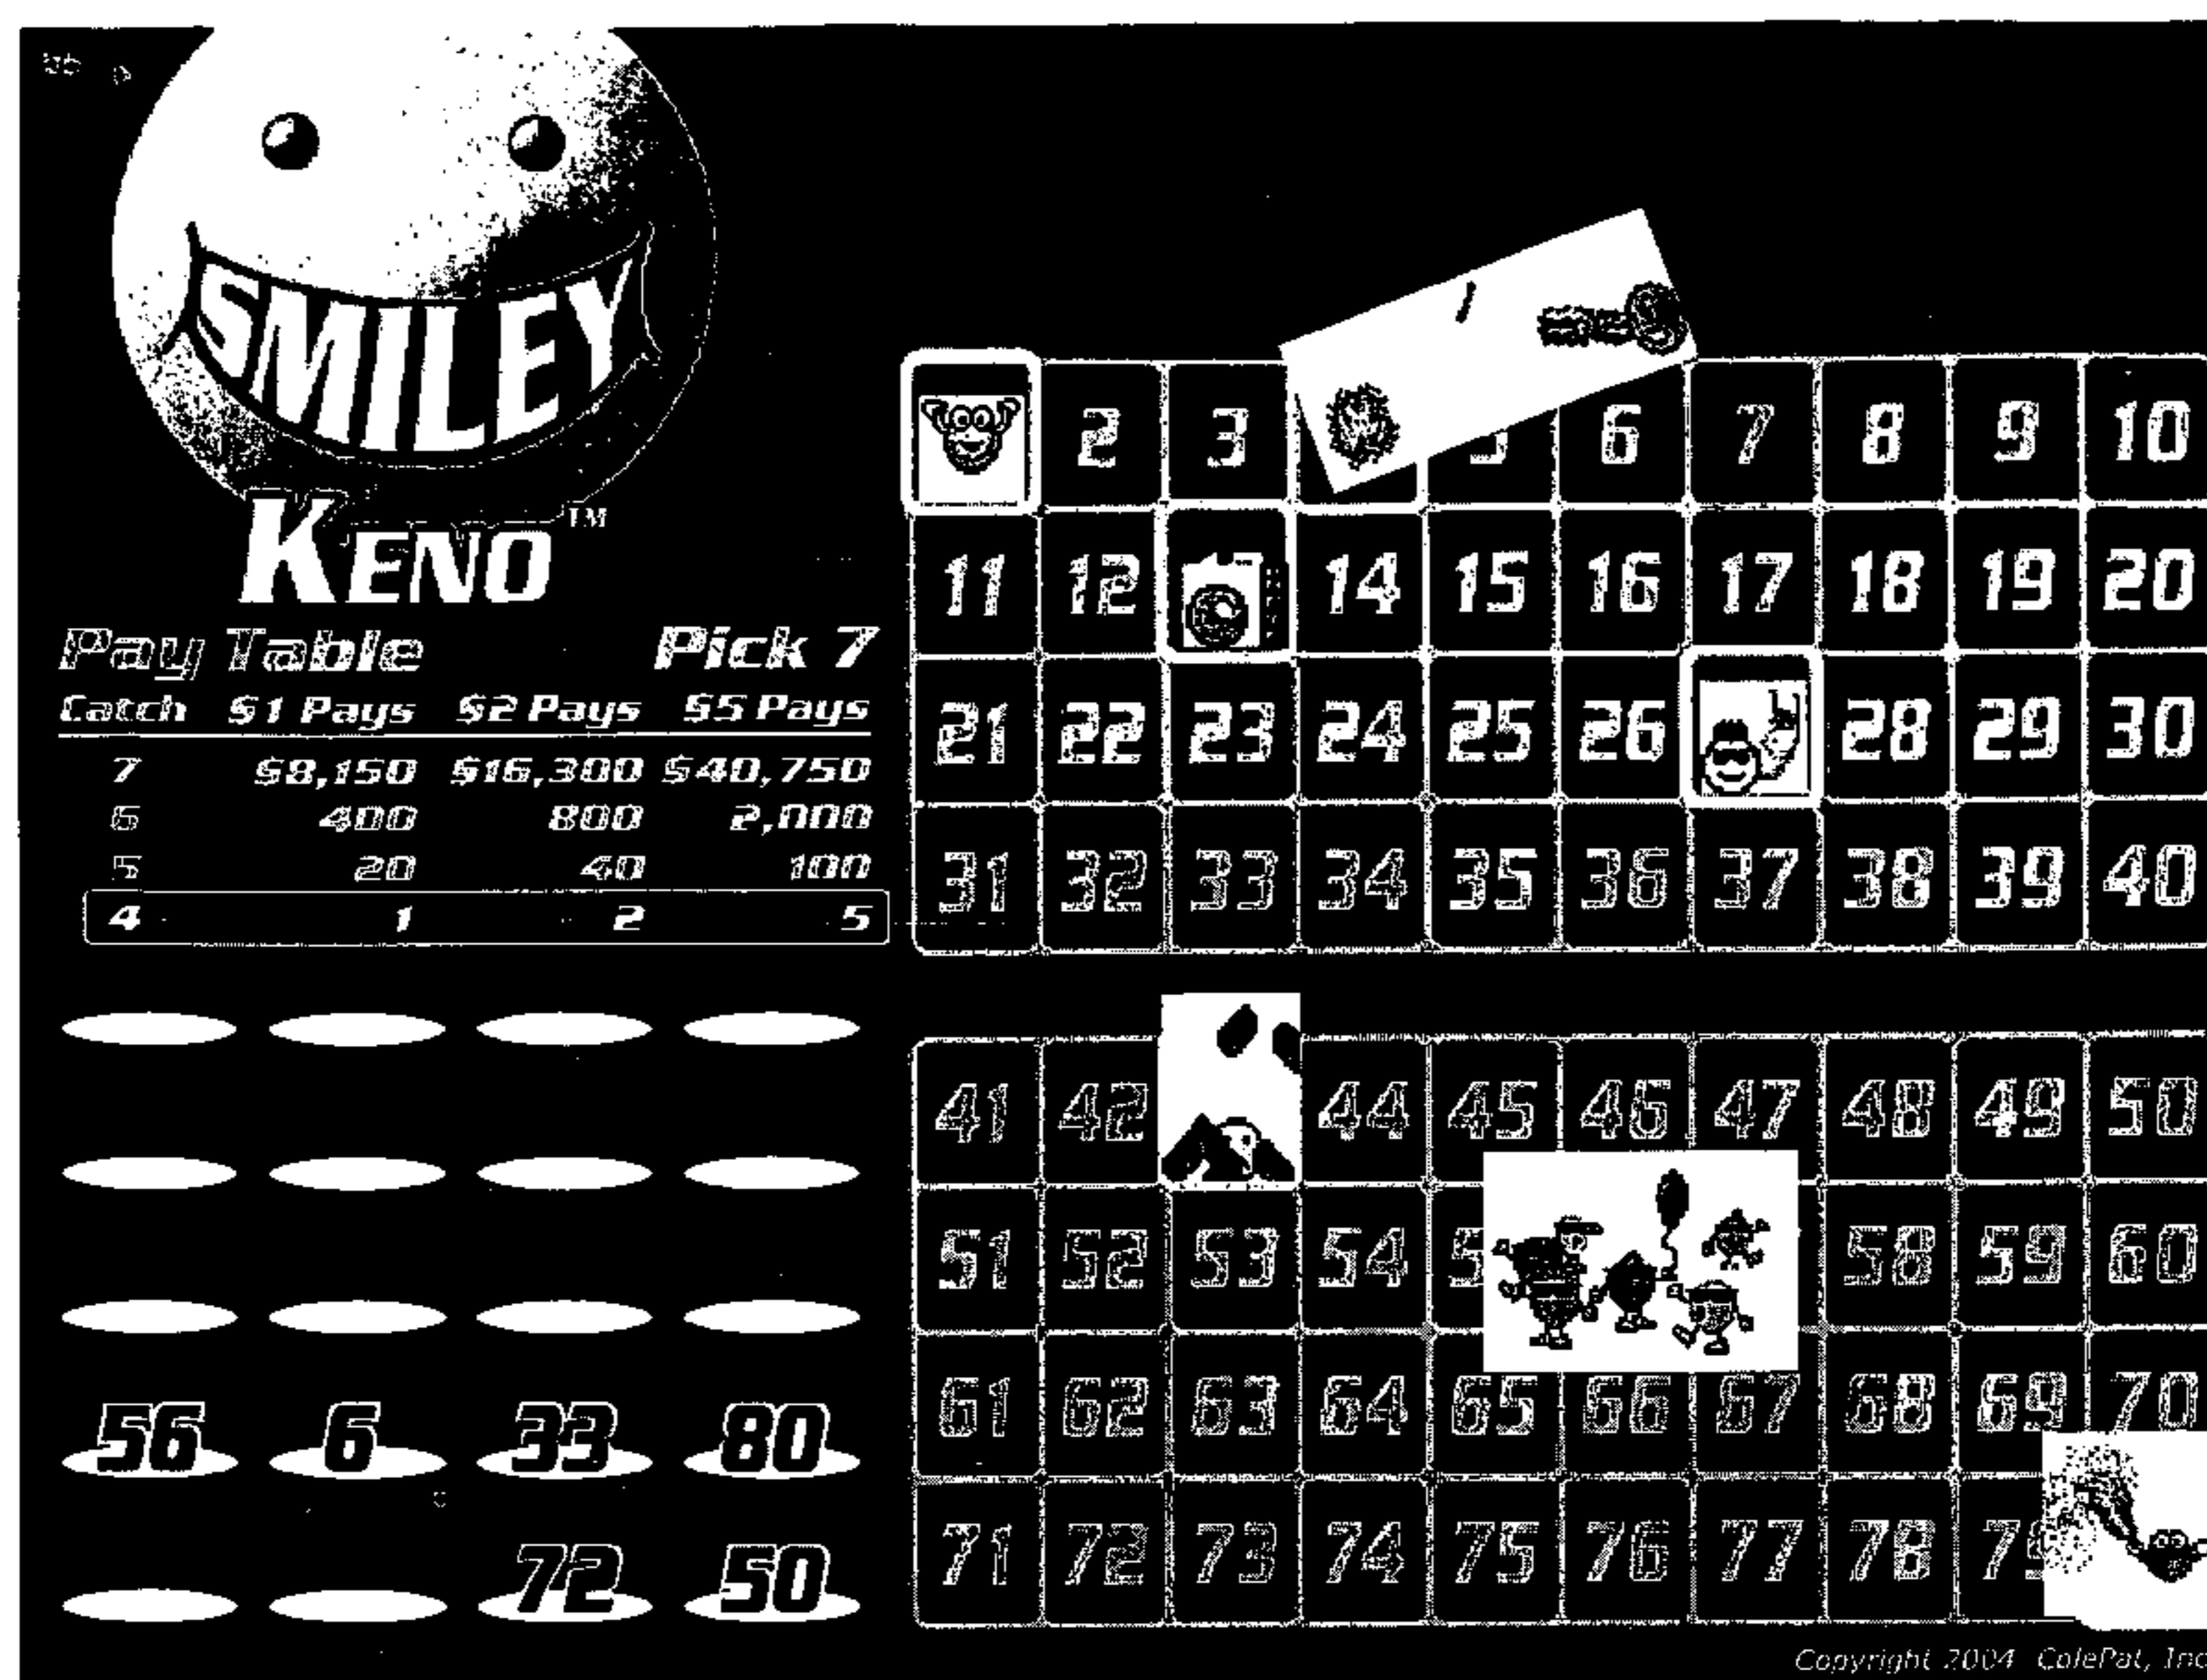 SMILEY
KENO™
Pay Table Pick 7
Catch $1 Pays $2 Pays $5 Pays
7 $8,150 $16,300 $40,750
6 400 800 2,000
5 20 40 100
4 1 2 5
56 6 33 80
72 50
2 3 6 7 8 9 10
11 12 14 15 16 17 18 19 20
21 22 23 24 25 26 28 29 30
31 32 33 34 35 36 37 38 39 40
41 42 44 45 46 47 48 49 50
51 52 53 54 58 59 60
61 62 63 64 65 66 67 68 69 70
71 72 73 74 75 76 77 78
Copyright 2004 ColePat, Inc